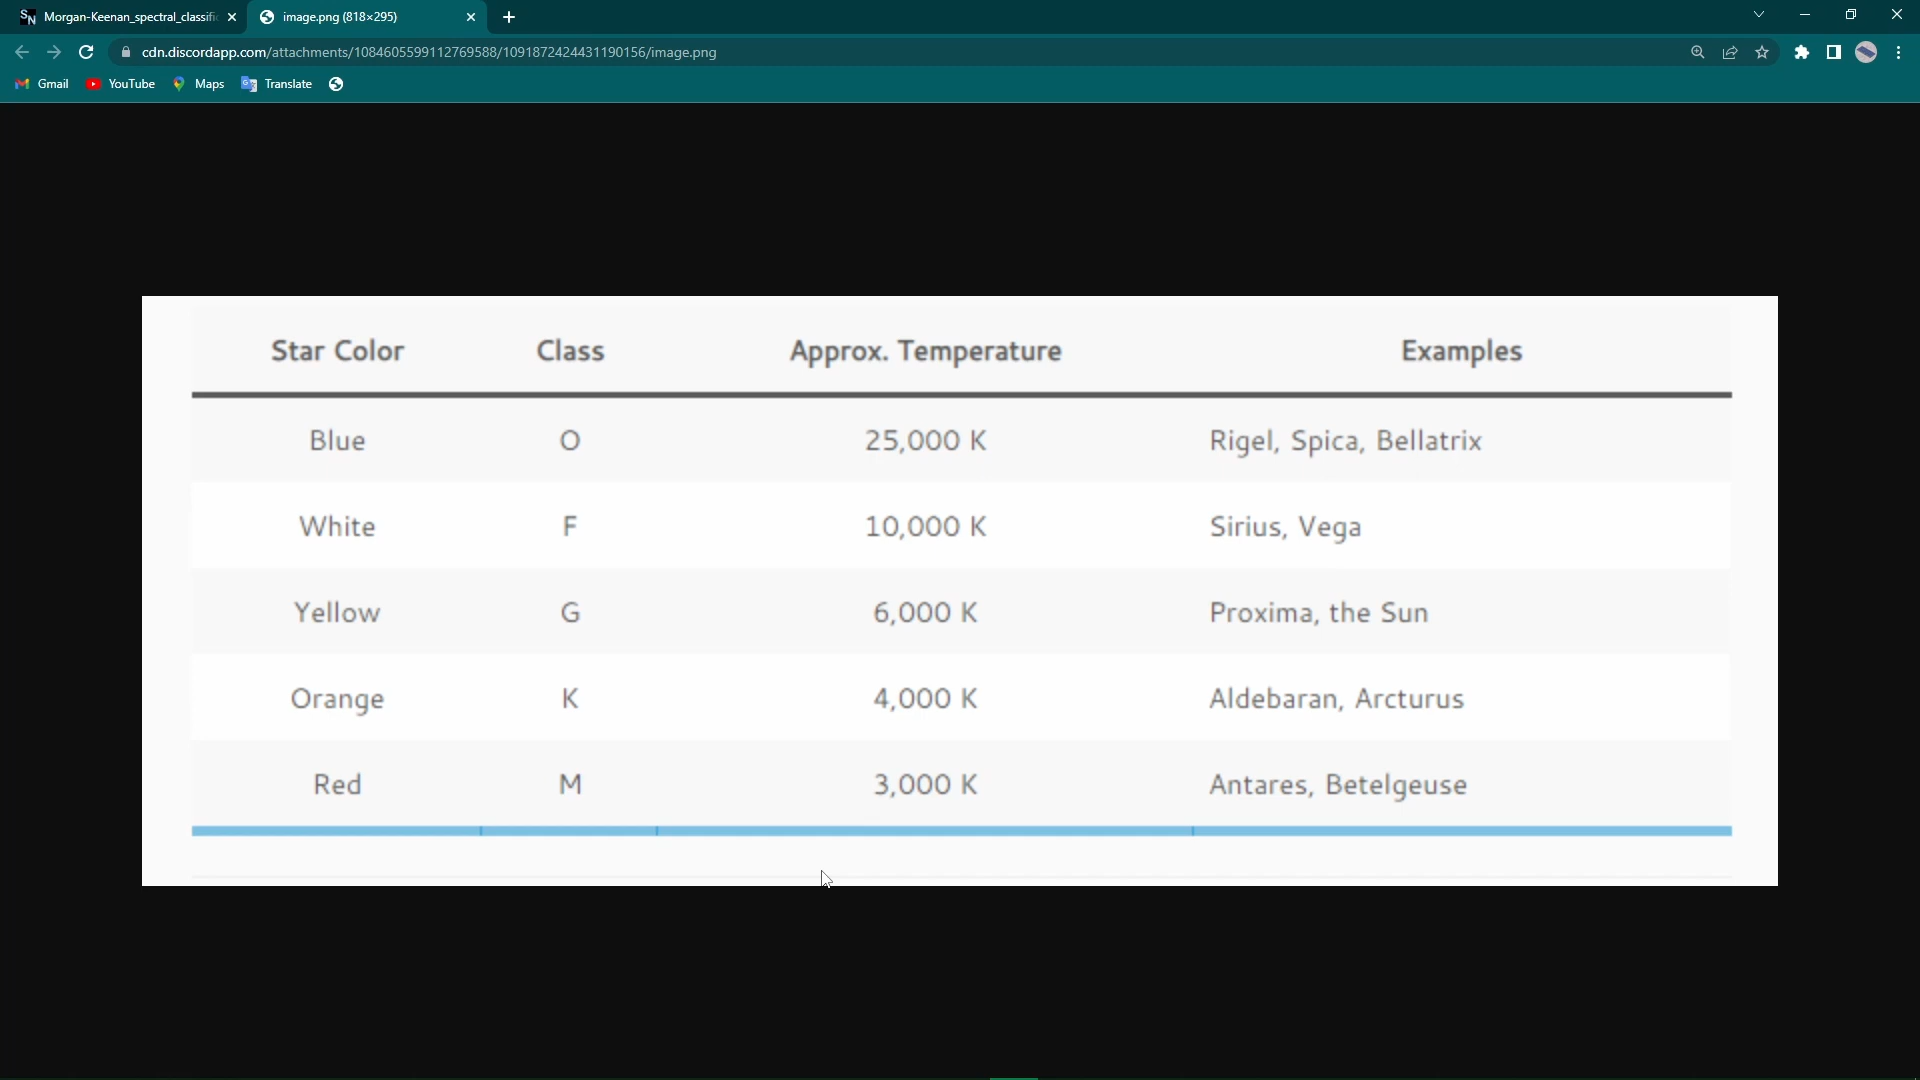 Morgan-Keenan_spectral_classific
image.png (818×295)
cdn.discordapp.com/attachments/1084605599112769588/1091872424431190156/image.png
Gmail YouTube Maps Translate
Star Color Class Approx. Temperature Examples
Blue O 25,000 K Rigel, Spica, Bellatrix
White F 10,000 K Sirius, Vega
Yellow G 6,000 K Proxima, the Sun
Orange K 4,000 K Aldebaran, Arcturus
Red M 3,000 K Antares, Betelgeuse